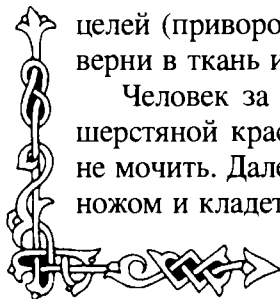 целей (приворо
верни в ткань и
Человек за
шерстяной крас
не мочить. Дале
ножом и кладет